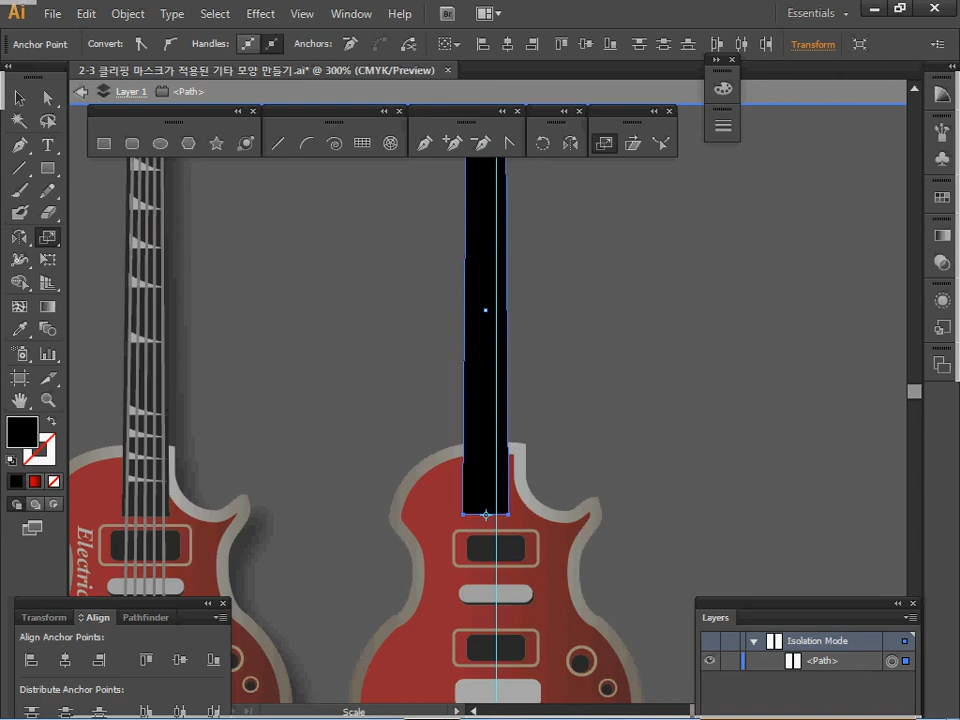 Ai File Edit Object Type Select Effect View Window Help Br Essentials
Anchor Point Convert: Handles: Anchors: Transform
2-3 클리핑 마스크가 적용된 기타 모양 만들기.ai* @ 300% (CMYK/Preview)
Layer 1 <Path>
T
Electric
Transform Align Pathfinder
Align Anchor Points:
Distribute Anchor Points:
Layers
Isolation Mode
<Path>
Scale